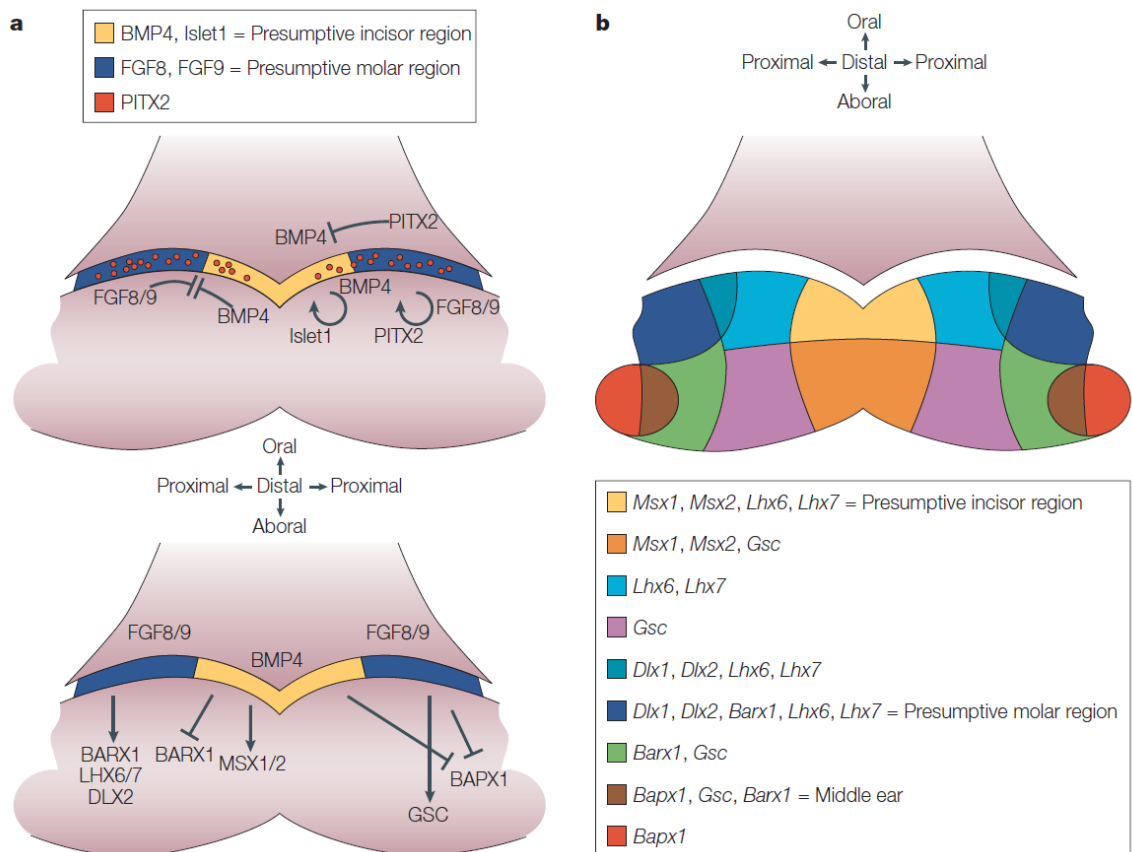 a
BMP4, Islet1 = Presumptive incisor region
FGF8, FGF9 = Presumptive molar region
PITX2
PITX2
BMP4
BMP4
FGF8/9
FGF8/9
BMP4
Islet1
PITX2
Oral
Proximal Distal Proximal
Aboral
FGF8/9
FGF8/9
BMP4
BARX1
LHX6/7
DLX2
BARX1
MSX1/2
BAPX1
GSC
b
Oral
Proximal Distal Proximal
Aboral
Msx1, Msx2, Lhx6, Lhx7 = Presumptive incisor region
Msx1, Msx2, Gsc
Lhx6, Lhx7
Gsc
Dlx1, Dlx2, Lhx6, Lhx7
Dlx1, Dlx2, Barx1, Lhx6, Lhx7 = Presumptive molar region
Barx1, Gsc
Bapx1, Gsc, Barx1 = Middle ear
Bapx1